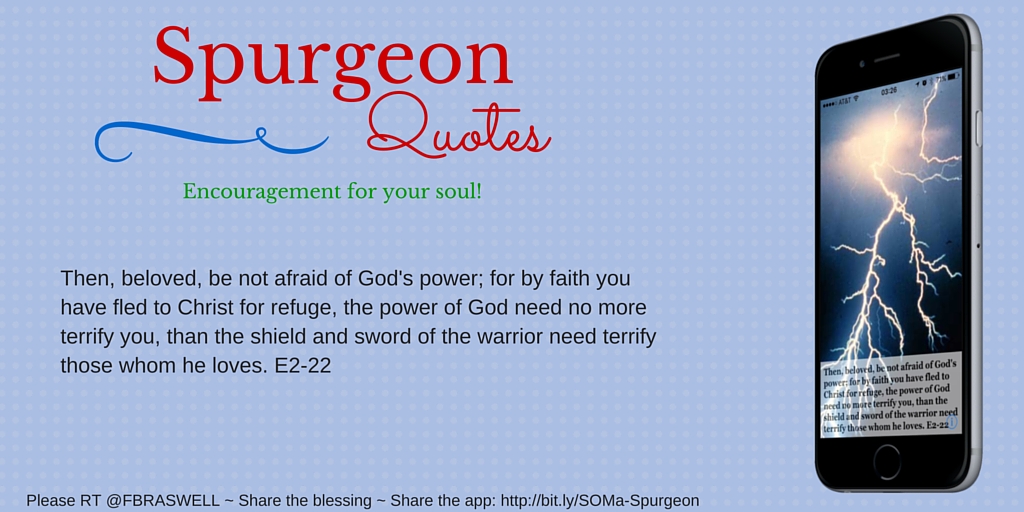 Spurgeon
Quotes
Encouragement for your soul!
Then, beloved, be not afraid of God's power; for by faith you
have fled to Christ for refuge, the power of God need no more
terrify you, than the shield and sword of the warrior need terrify
those whom he loves. E2-22
Please RT @FBRASWELL ~ Share the blessing ~ Share the app: http://bit.ly/SOMa-Spurgeon
AT&T 03:26
Then, beloved, be not afraid of God's
power; for by faith you have fled to
Christ for refuge, the power of God
need no more terrify you, than the
shield and sword of the warrior need
terrify those whom he loves. E2-22